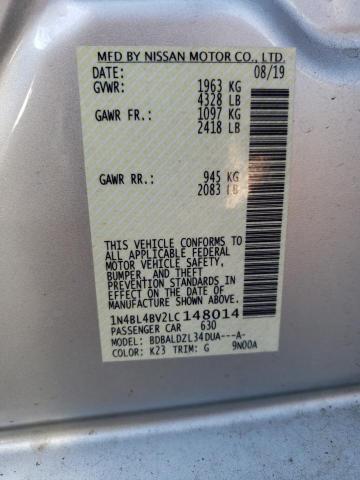 MFD BY NISSAN MOTOR CO., LTD.
DATE: 08/19
GVWR: 1963 KG
4328 LB
GAWR FR.: 1097 KG
2418 LB
GAWR RR.: 945 KG
2083 LB
THIS VEHICLE CONFORMS TO
ALL APPLICABLE FEDERAL
MOTOR VEHICLE SAFETY,
BUMPER, AND THEFT
PREVENTION STANDARDS
IN EFFECT ON THE DATE OF
MANUFACTURE SHOWN ABOVE.
1N4BL4BV2LC148014
PASSENGER CAR 630
MODEL: BDBALDZL34DUA---A-
COLOR: K23 TRIM: G 9N00A